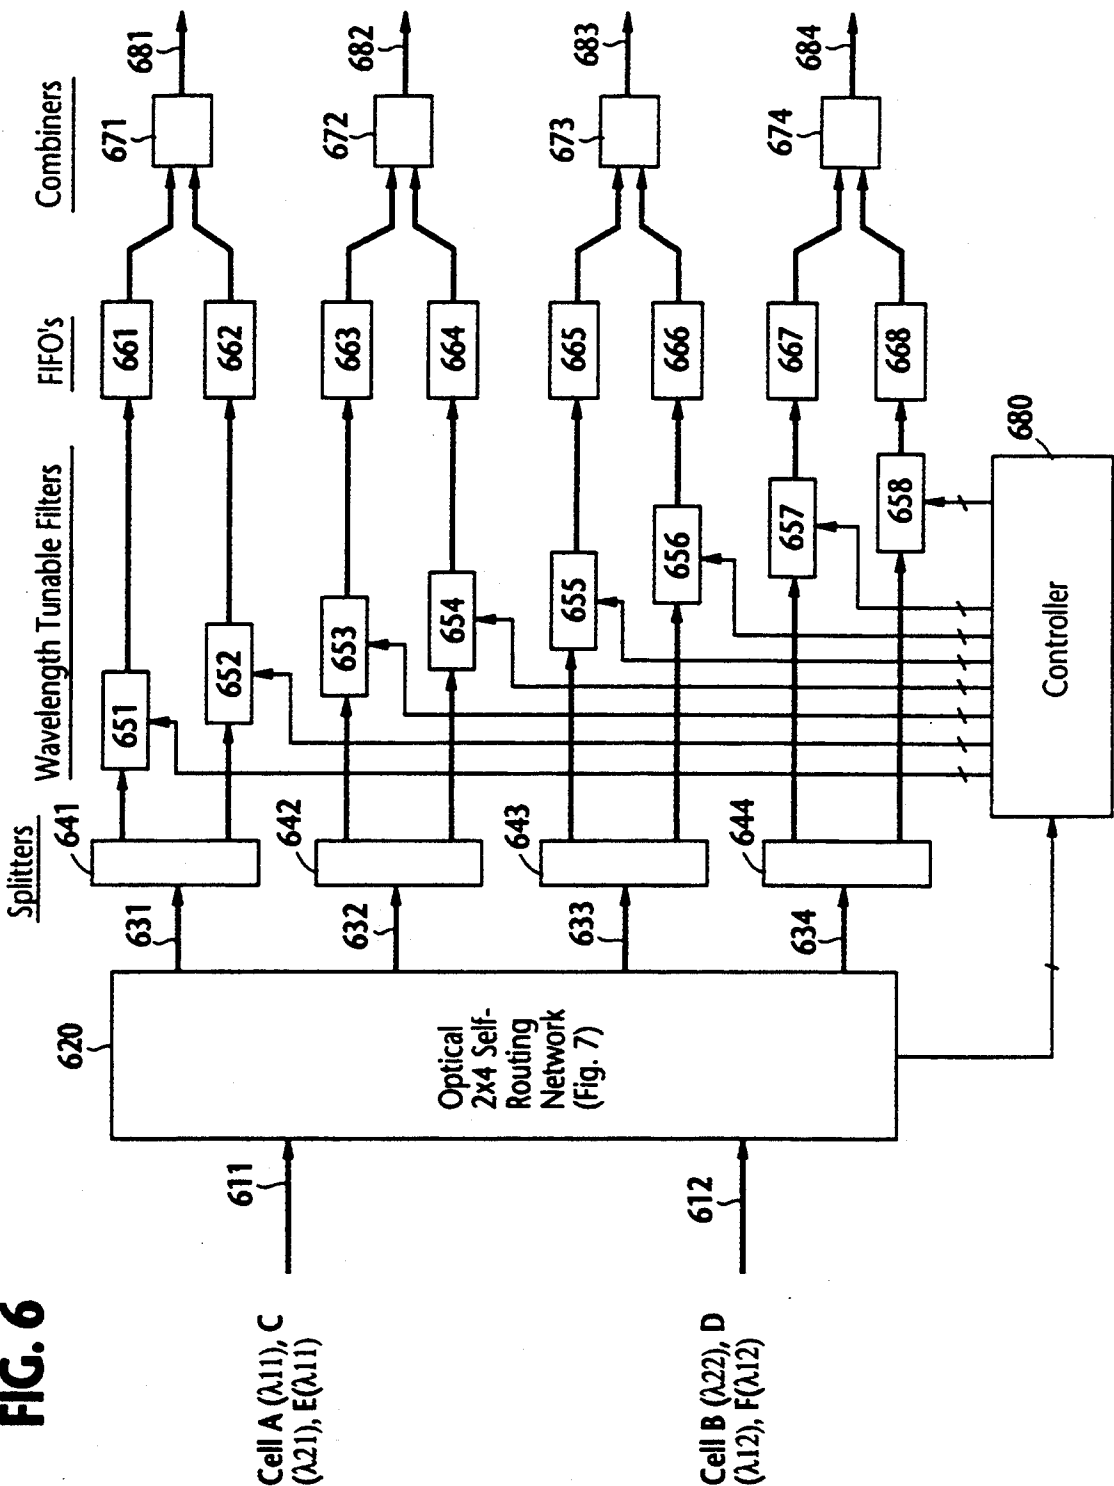 FIG. 6
Cell A (λ11), C
(λ21), E(λ11)
Cell B (λ22), D
(λ12), F(λ12)
611
612
620
Optical
2x4 Self-
Routing
Network
(Fig. 7)
631
632
633
634
Splitters
641
642
643
644
Wavelength Tunable Filters
651
652
653
654
655
656
657
658
FIFO's
661
662
663
664
665
666
667
668
Combiners
671
672
673
674
681
682
683
684
680
Controller